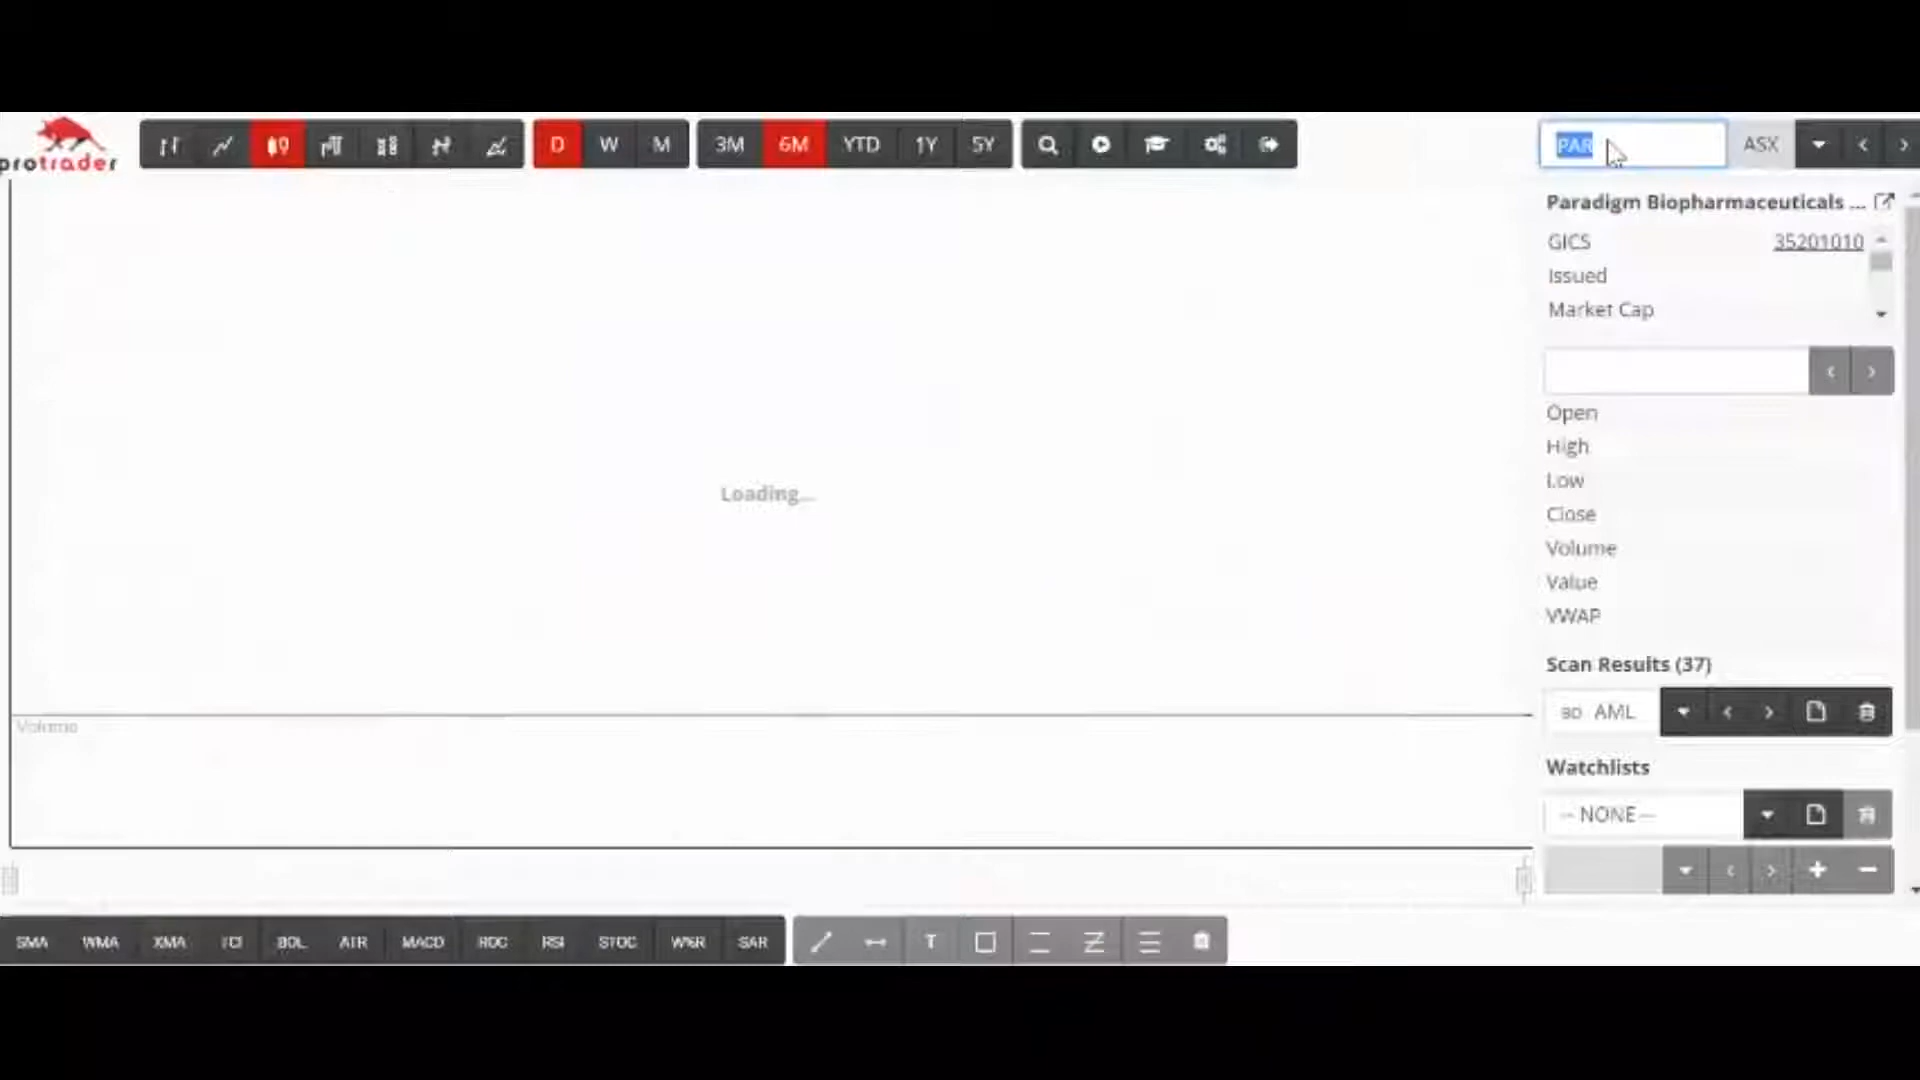 protrader
D W M
3M 6M YTD 1Y 5Y
PAR ASX
Paradigm Biopharmaceuticals ...
GICS 35201010
Issued
Market Cap
Open
High
Low
Close
Volume
Value
VWAP
Loading...
Volume
Scan Results (37)
AML
Watchlists
-- NONE --
SMA WMA XMA BOL ATR MACD ROC RSI STOC W%R SAR
T